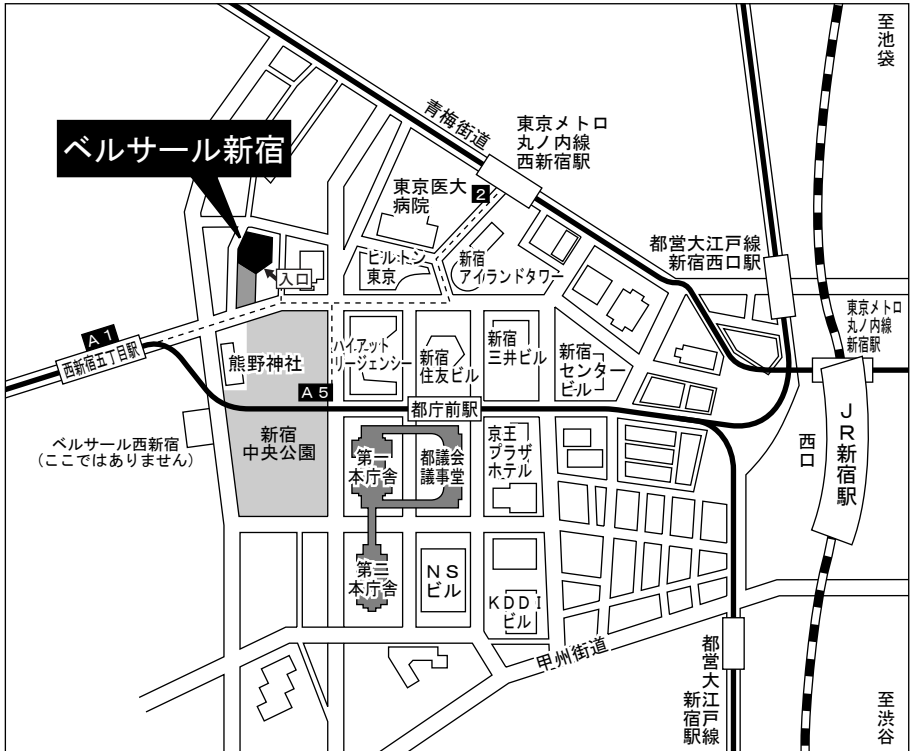 至池袋
青梅街道
東京メトロ
丸ノ内線
西新宿駅
ベルサール新宿
東京医大
病院
2
都営大江戸線
新宿西口駅
ヒルトン
東京
新宿
アイランドタワー
入口
東京メトロ
丸ノ内線
新宿駅
A1
西新宿五丁目駅
熊野神社
ハイアット
リージェンシー
新宿
住友ビル
新宿
三井ビル
新宿
センター
ビル
A5
都庁前駅
JR新宿駅
西口
ベルサール西新宿
(ここではありません)
新宿
中央公園
第一
本庁舎
都議会
議事堂
京王
プラザ
ホテル
第二
本庁舎
NS
ビル
KDDI
ビル
甲州街道
都営大江戸線
新宿駅
至渋谷